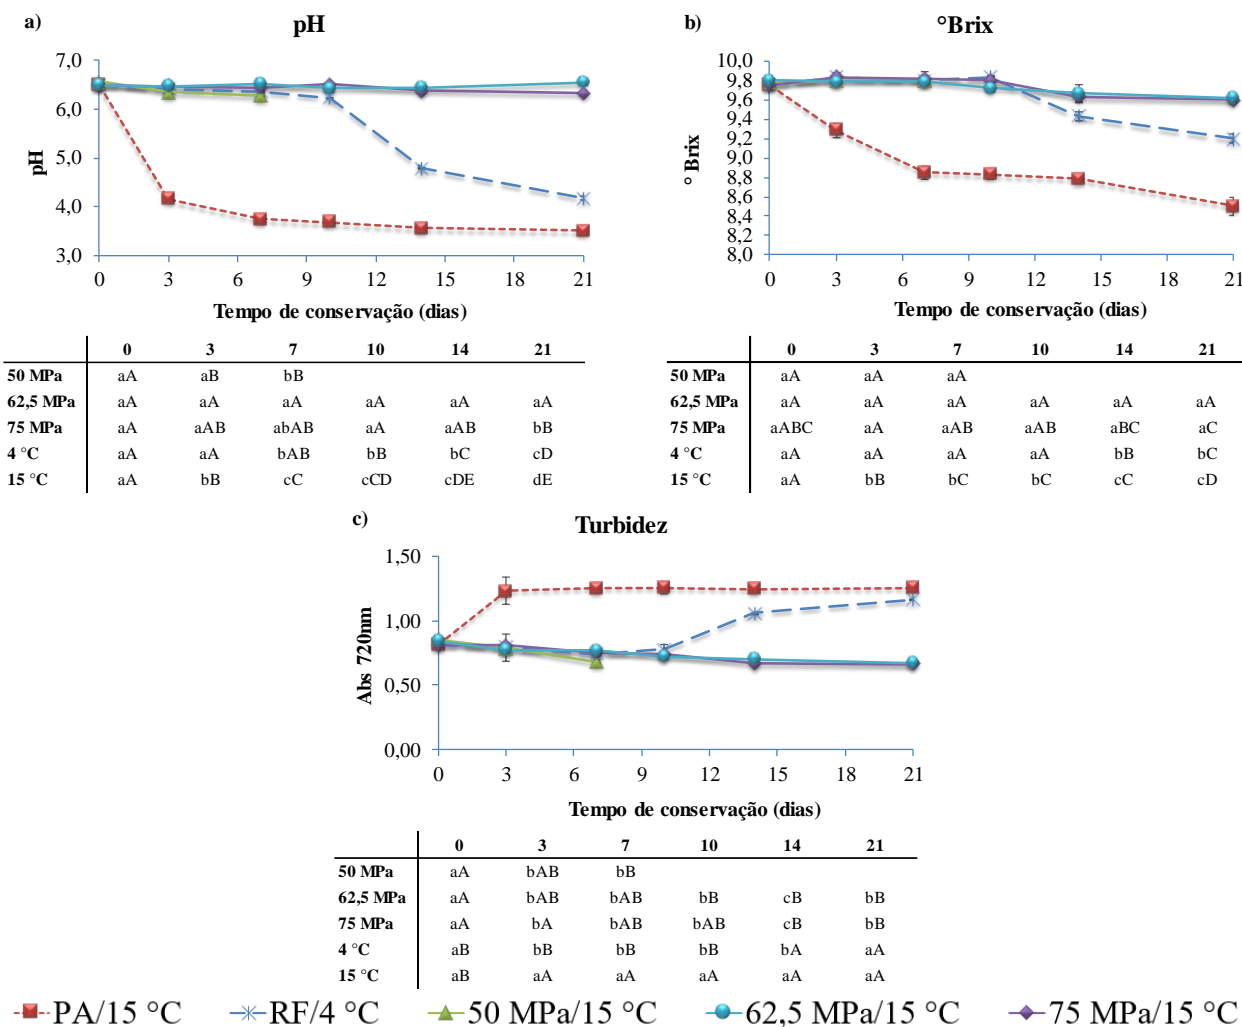 a)
pH
7,0
6,0
5,0
4,0
3,0
pH
0 3 6 9 12 15 18 21
Tempo de conservação (dias)
0 3 7 10 14 21
50 MPa aA aB bB
62,5 MPa aA aA aA aA aA aA
75 MPa aA aAB abAB aA aAB bB
4 °C aA aA bAB bB bC cD
15 °C aA bB cC cCD cDE dE
b)
°Brix
10,0
9,8
9,6
9,4
9,2
9,0
8,8
8,6
8,4
8,2
8,0
° Brix
0 3 6 9 12 15 18 21
Tempo de conservação (dias)
0 3 7 10 14 21
50 MPa aA aA aA
62,5 MPa aA aA aA aA aA aA
75 MPa aABC aA aAB aAB aBC aC
4 °C aA aA aA aA bB bC
15 °C aA bB bC bC cC cD
c)
Turbidez
1,50
1,00
0,50
0,00
Abs 720nm
0 3 6 9 12 15 18 21
Tempo de conservação (dias)
0 3 7 10 14 21
50 MPa aA bAB bB
62,5 MPa aA bAB bAB bB cB bB
75 MPa aA bA bAB bAB cB bB
4 °C aB bB bB bB bA aA
15 °C aB aA aA aA aA aA
PA/15 °C RF/4 °C 50 MPa/15 °C 62,5 MPa/15 °C 75 MPa/15 °C